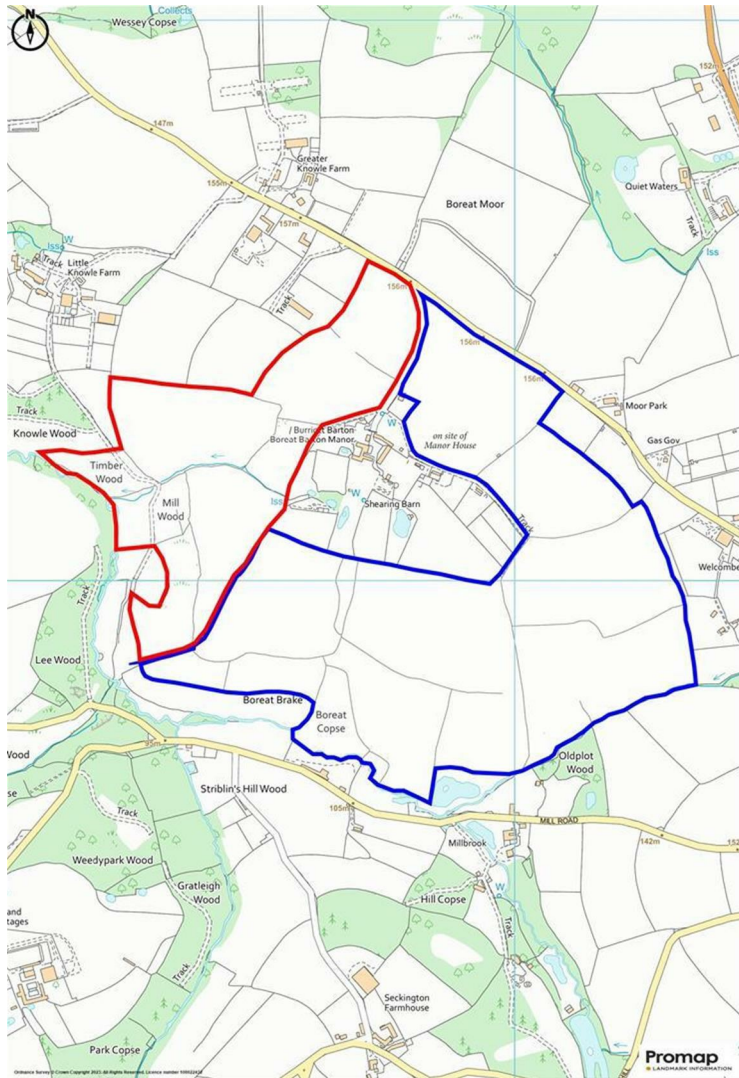 N
Collects
Wessey Copse
152m
147m
Greater
Knowle Farm
155m
Quiet Waters
Boreat Moor
157m
Track
W
Iss
Track
Little
Knowle Farm
Iss
Track
156m
156m
156m
Moor Park
Track
Knowle Wood
W
on site of
Manor House
Boreat Barton Manor
Gas Gov
Timber
Wood
Mill
Wood
Iss
W
Shearing Barn
Track
Welcombe
Track
Lee Wood
Boreat Brake
Boreat
Copse
Wood
95m
Oldplot
Wood
Striblin's Hill Wood
105m
MILL ROAD
Track
142m
152
Millbrook
Weedypark Wood
Gratleigh
Wood
Hill Copse
W
Track
Track
Seckington
Farmhouse
Park Copse
Promap
LANDMARK INFORMATION